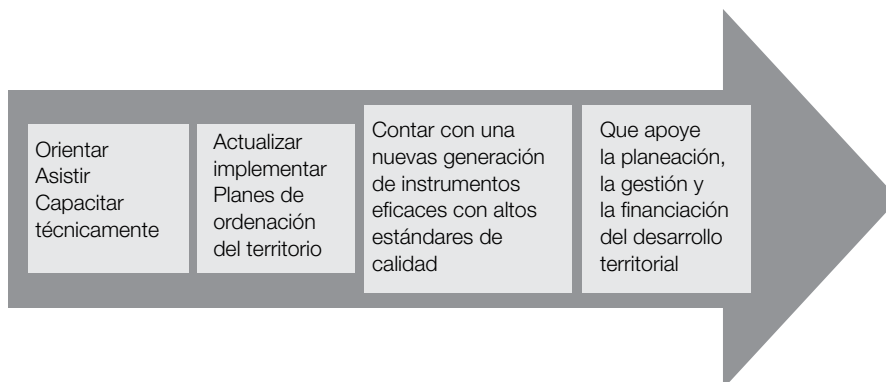 Orientar
Asistir
Capacitar
técnicamente
Actualizar
implementar
Planes de
ordenación
del territorio
Contar con una
nuevas generación
de instrumentos
eficaces con altos
estándares de
calidad
Que apoye
la planeación,
la gestión y
la financiación
del desarrollo
territorial